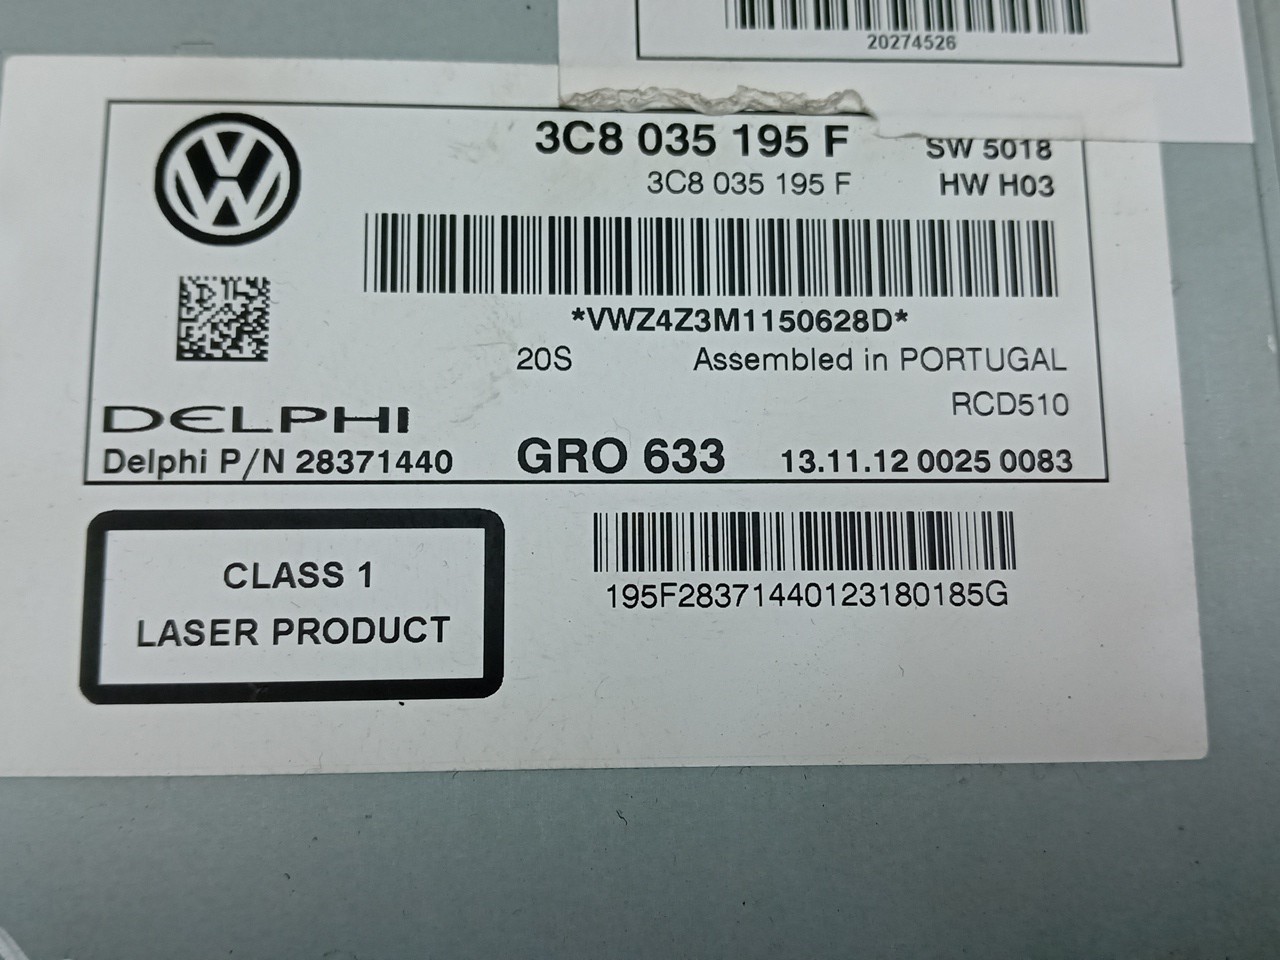 20274526
3C8 035 195 F
SW 5018
3C8 035 195 F
HW H03
*VWZ4Z3M1150628D*
20S
Assembled in PORTUGAL
RCD510
DELPHI
Delphi P/N 28371440
GRO 633
13.11.12 0025 0083
CLASS 1
LASER PRODUCT
195F28371440123180185G